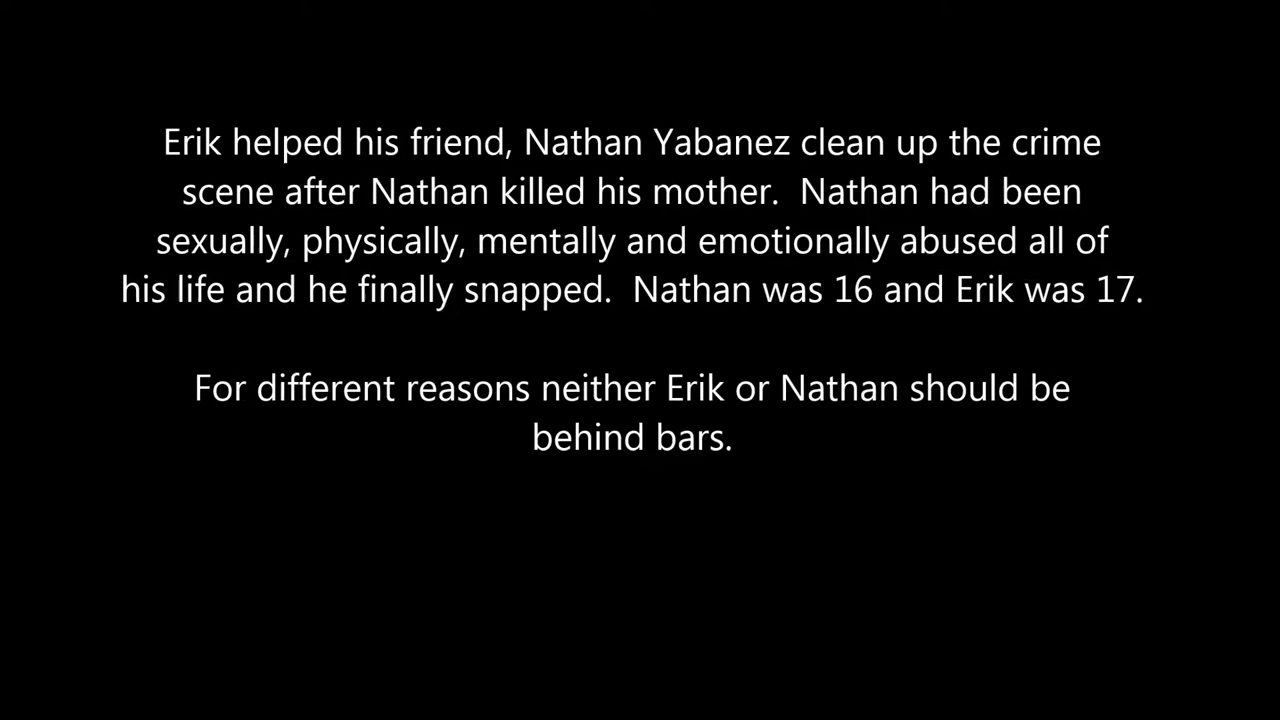 Erik helped his friend, Nathan Yabanez clean up the crime
scene after Nathan killed his mother.  Nathan had been
sexually, physically, mentally and emotionally abused all of
his life and he finally snapped.  Nathan was 16 and Erik was 17.
For different reasons neither Erik or Nathan should be
behind bars.